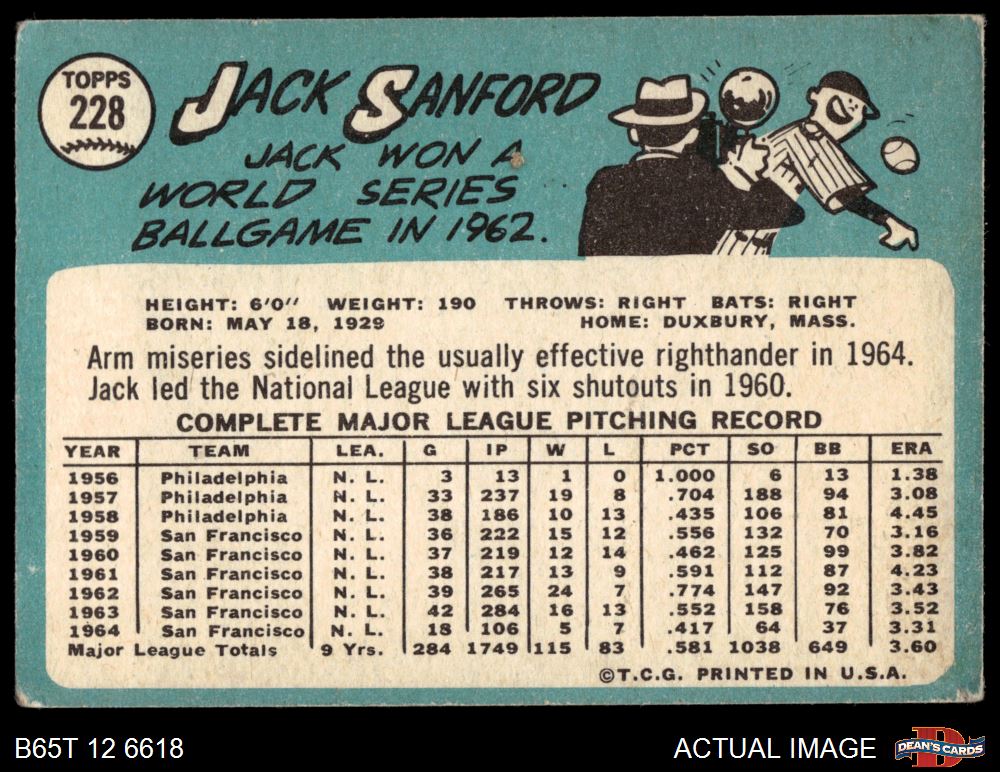 TOPPS
228
JACK SANFORD
JACK WON A
WORLD SERIES
BALLGAME IN 1962.
HEIGHT: 6'0" WEIGHT: 190 THROWS: RIGHT BATS: RIGHT
BORN: MAY 18, 1929 HOME: DUXBURY, MASS.
Arm miseries sidelined the usually effective righthander in 1964.
Jack led the National League with six shutouts in 1960.
COMPLETE MAJOR LEAGUE PITCHING RECORD
YEAR TEAM LEA. G IP W L PCT SO BB ERA
1956 Philadelphia N. L. 3 13 1 0 1.000 6 13 1.38
1957 Philadelphia N. L. 33 237 19 8 .704 188 94 3.08
1958 Philadelphia N. L. 38 186 10 13 .435 106 81 4.45
1959 San Francisco N. L. 36 222 15 12 .556 132 70 3.16
1960 San Francisco N. L. 37 219 12 14 .462 125 99 3.82
1961 San Francisco N. L. 38 217 13 9 .591 112 87 4.23
1962 San Francisco N. L. 39 265 24 7 .774 147 92 3.43
1963 San Francisco N. L. 42 284 16 13 .552 158 76 3.52
1964 San Francisco N. L. 18 106 5 7 .417 64 37 3.31
Major League Totals 9 Yrs. 284 1749 115 83 .581 1038 649 3.60
©T.C.G. PRINTED IN U.S.A.
B65T 12 6618 ACTUAL IMAGE DEAN'S CARDS